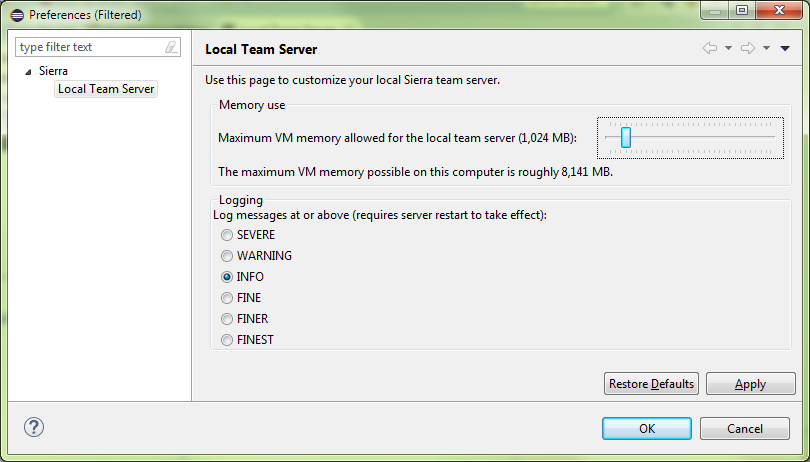 Preferences (Filtered)
type filter text
Sierra
Local Team Server
Local Team Server
Use this page to customize your local Sierra team server.
Memory use
Maximum VM memory allowed for the local team server (1,024 MB):
The maximum VM memory possible on this computer is roughly 8,141 MB.
Logging
Log messages at or above (requires server restart to take effect):
SEVERE
WARNING
INFO
FINE
FINER
FINEST
Restore Defaults
Apply
?
OK
Cancel